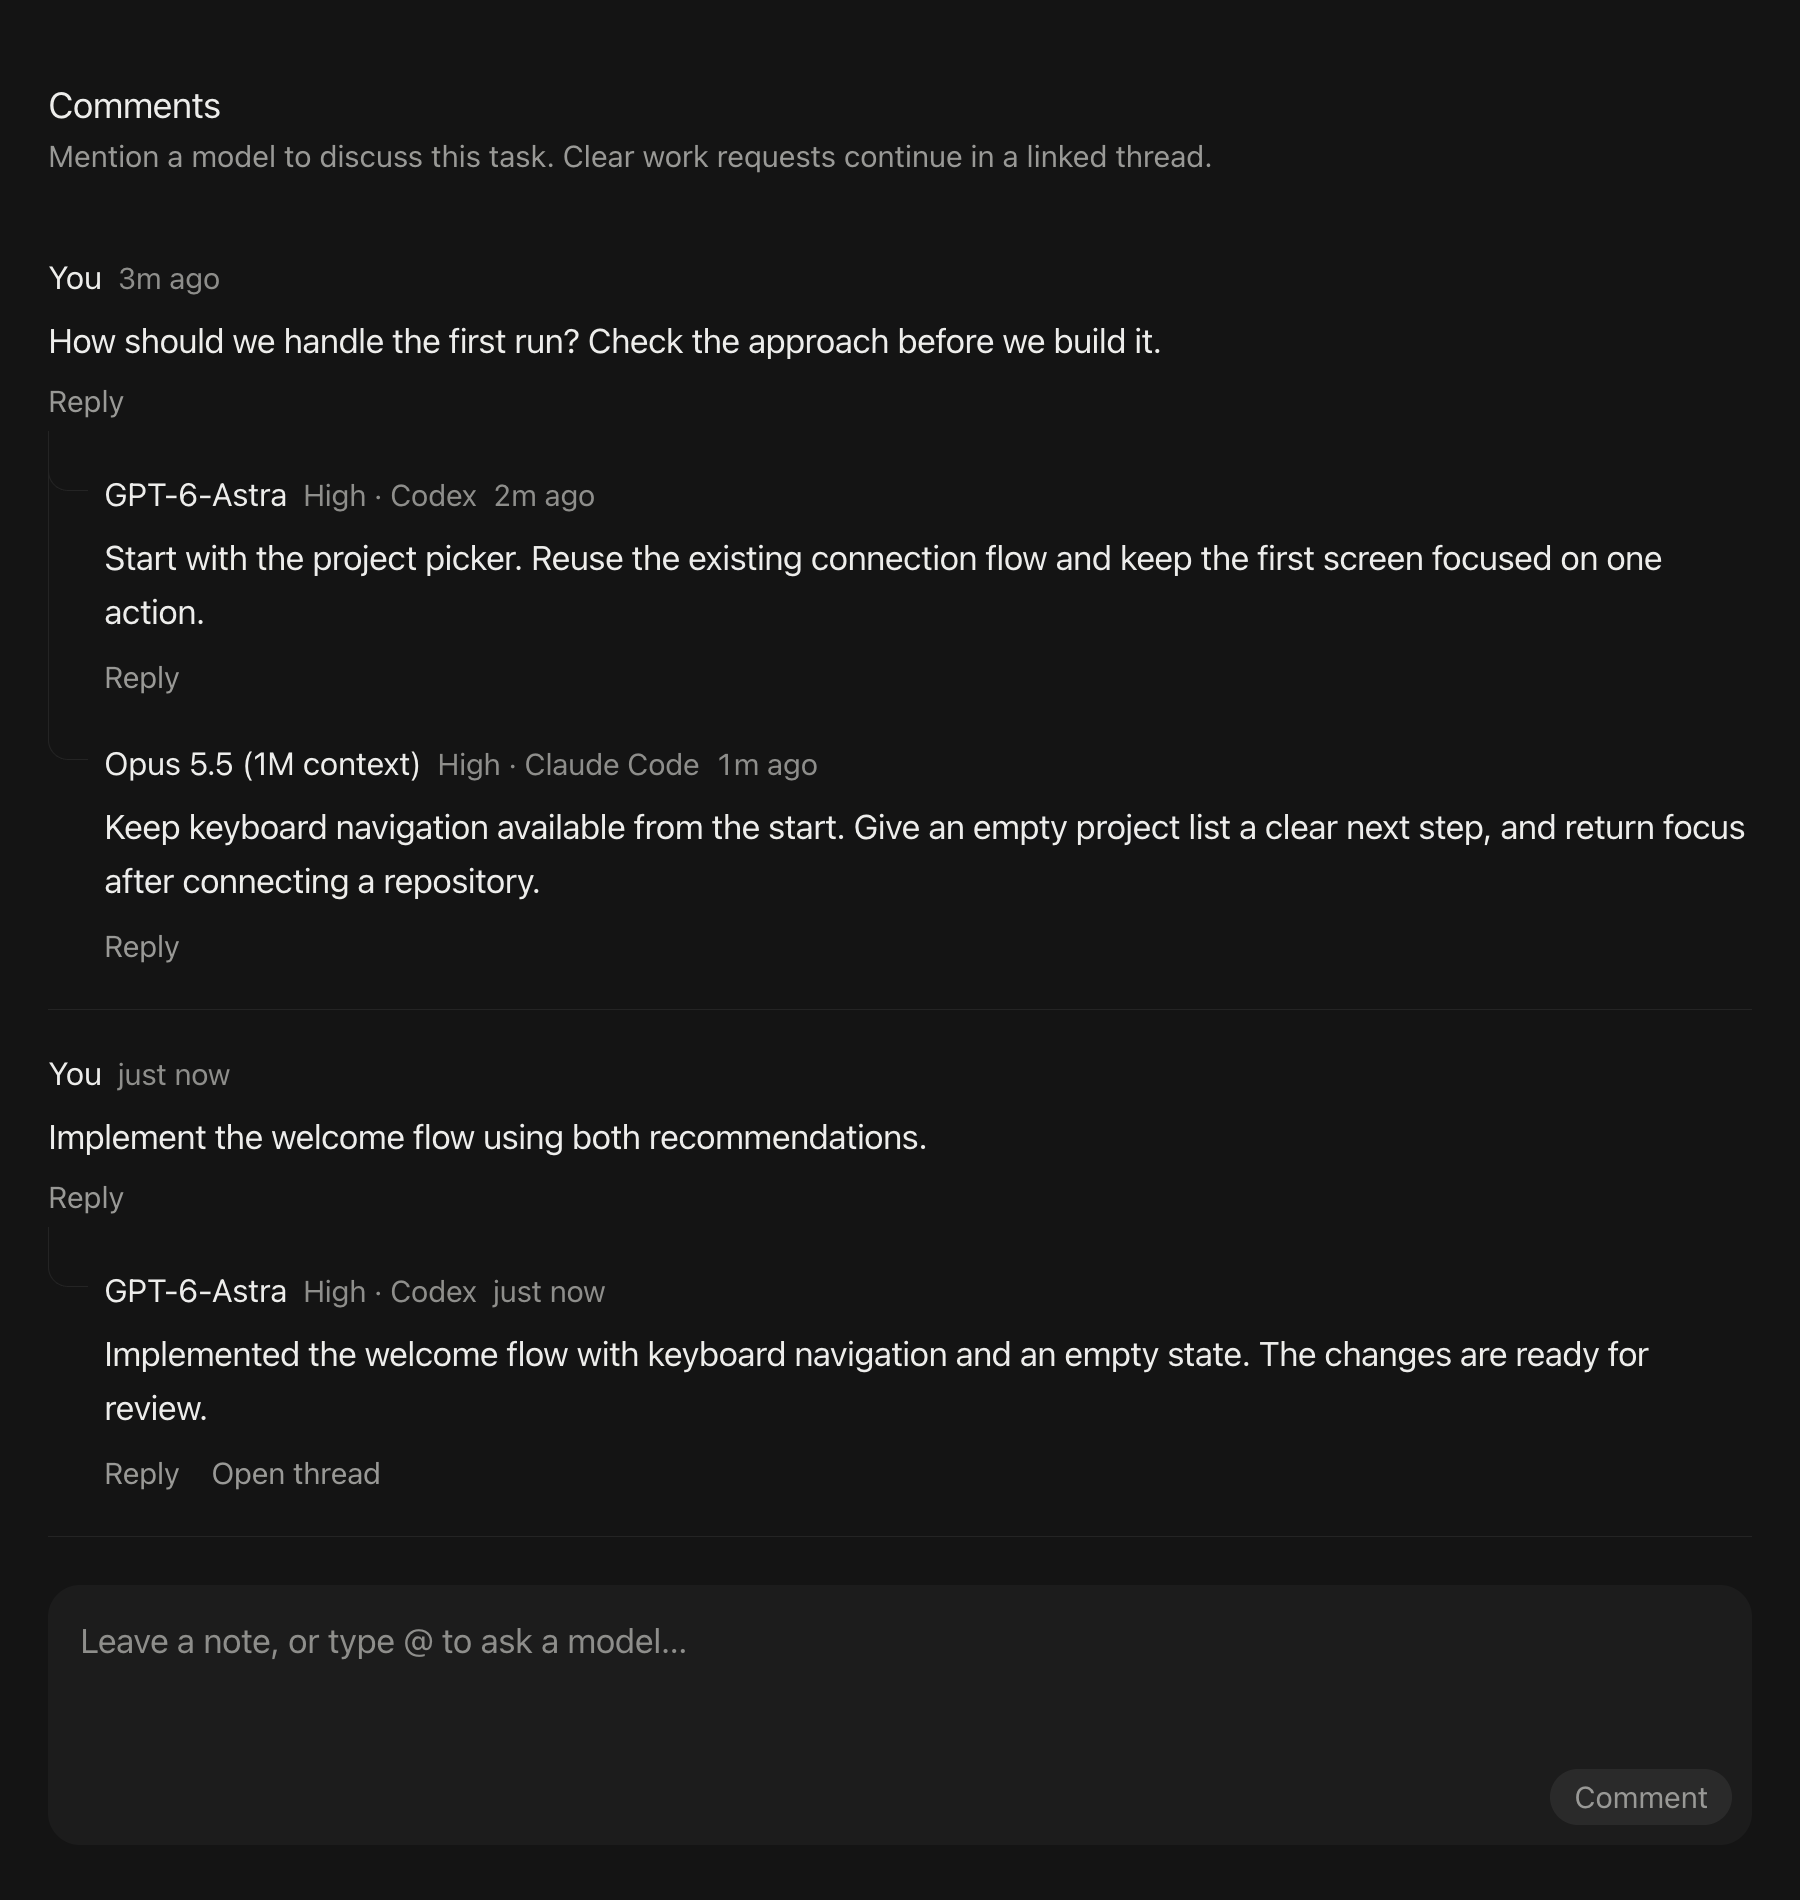 Comments
Mention a model to discuss this task. Clear work requests continue in a linked thread.
You 3m ago
How should we handle the first run? Check the approach before we build it.
Reply
GPT-6-Astra High · Codex 2m ago
Start with the project picker. Reuse the existing connection flow and keep the first screen focused on one
action.
Reply
Opus 5.5 (1M context) High · Claude Code 1m ago
Keep keyboard navigation available from the start. Give an empty project list a clear next step, and return focus
after connecting a repository.
Reply
You just now
Implement the welcome flow using both recommendations.
Reply
GPT-6-Astra High · Codex just now
Implemented the welcome flow with keyboard navigation and an empty state. The changes are ready for
review.
Reply Open thread
Leave a note, or type @ to ask a model...
Comment